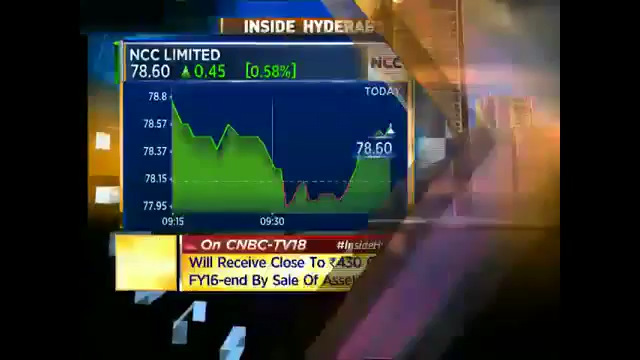 INSIDE HYDERAB
NCC LIMITED
78.60 ▲ 0.45 [0.58%]
NCC
TODAY
78.8
78.57
78.37
78.15
77.95
78.60
09:15 09:30
On CNBC-TV18 #InsideHy
Will Receive Close To ₹430
FY16-end By Sale Of Asset